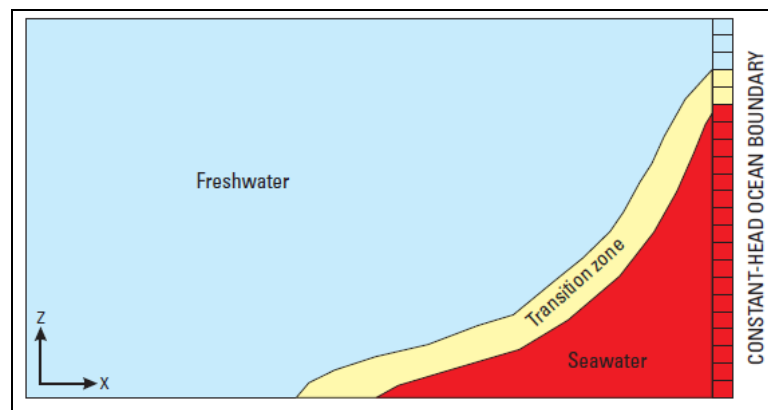 Freshwater
Transition zone
Seawater
Z
X
CONSTANT-HEAD OCEAN BOUNDARY